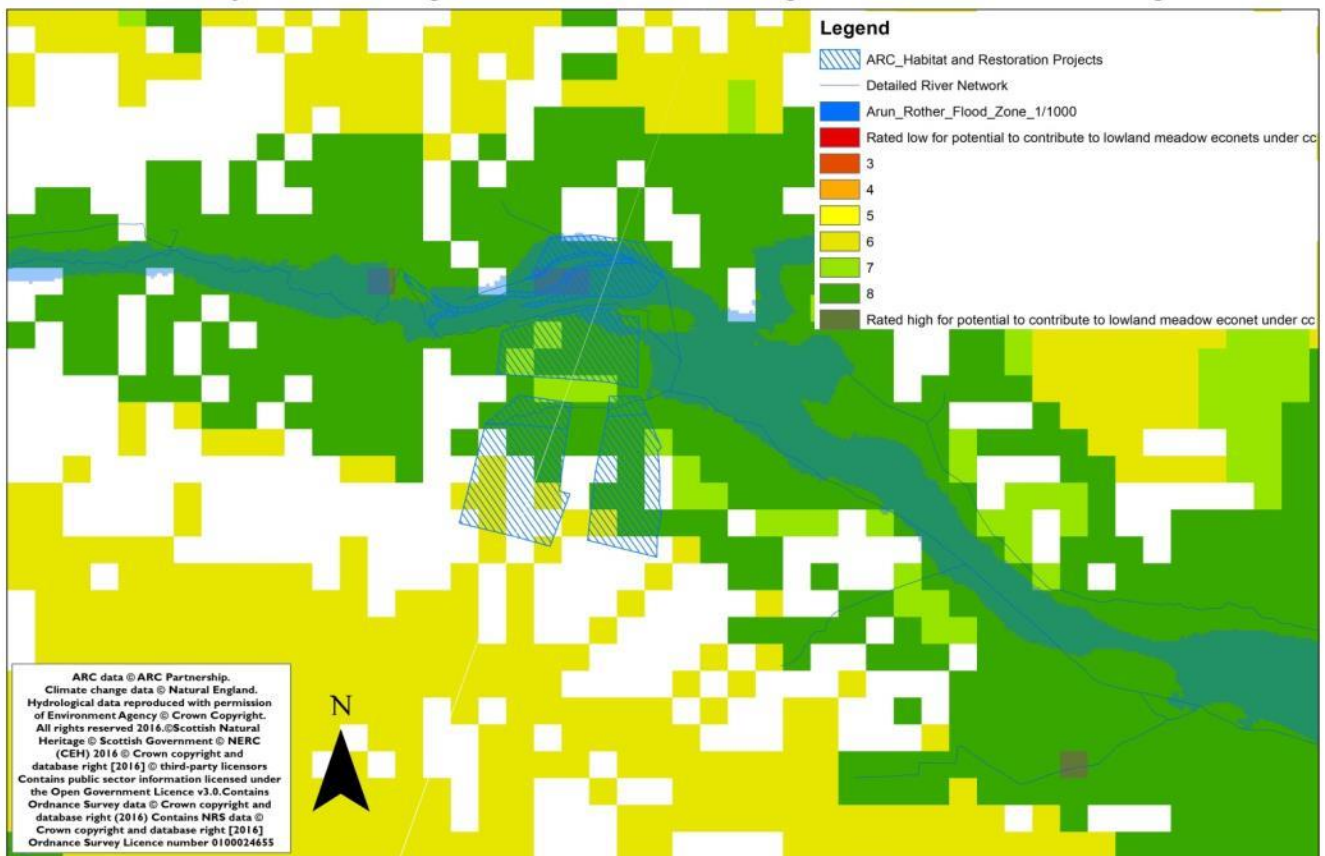 Legend
ARC_Habitat and Restoration Projects
Detailed River Network
Arun_Rother_Flood_Zone_1/1000
Rated low for potential to contribute to lowland meadow econets under cc
3
4
5
6
7
8
Rated high for potential to contribute to lowland meadow econet under cc
N
ARC data © ARC Partnership.
Climate change data © Natural England.
Hydrological data reproduced with permission
of Environment Agency © Crown Copyright.
All rights reserved 2016.©Scottish Natural
Heritage © Scottish Government © NERC
(CEH) 2016 © Crown copyright and
database right [2016] © third-party licensors
Contains public sector information licensed under
the Open Government Licence v3.0.Contains
Ordnance Survey data © Crown copyright and
database right (2016) Contains NRS data ©
Crown copyright and database right [2016]
Ordnance Survey Licence number 0100024655